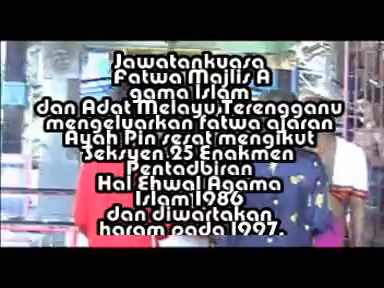 Jawatankuasa
Fatwa Majlis A
gama Islam
dan Adat Melayu Terengganu
mengeluarkan fatwa ajaran
Ayah Pin sesat mengikut
Seksyen 25 Enakmen
Pentadbiran
Hal Ehwal Agama
Islam 1986
dan diwartakan
haram pada 1997.